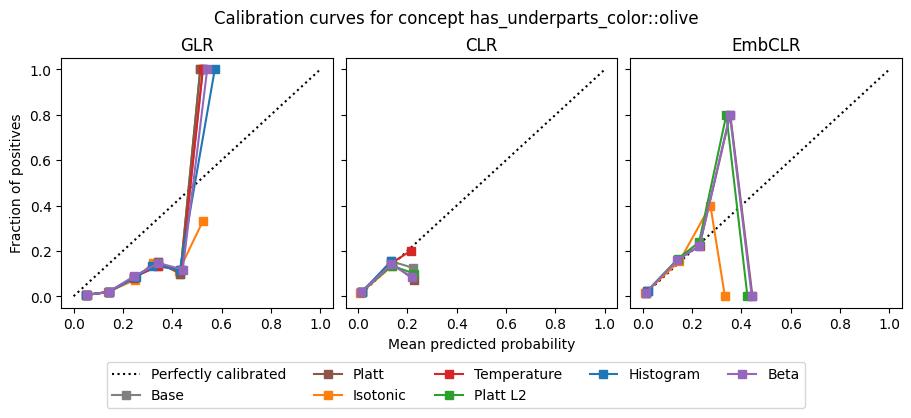 Calibration curves for concept has_underparts_color::olive
GLR
CLR
EmbCLR
Fraction of positives
1.0
0.8
0.6
0.4
0.2
0.0
0.0 0.2 0.4 0.6 0.8 1.0
0.0 0.2 0.4 0.6 0.8 1.0
0.0 0.2 0.4 0.6 0.8 1.0
Mean predicted probability
Perfectly calibrated Platt Temperature Histogram Beta
Base Isotonic Platt L2